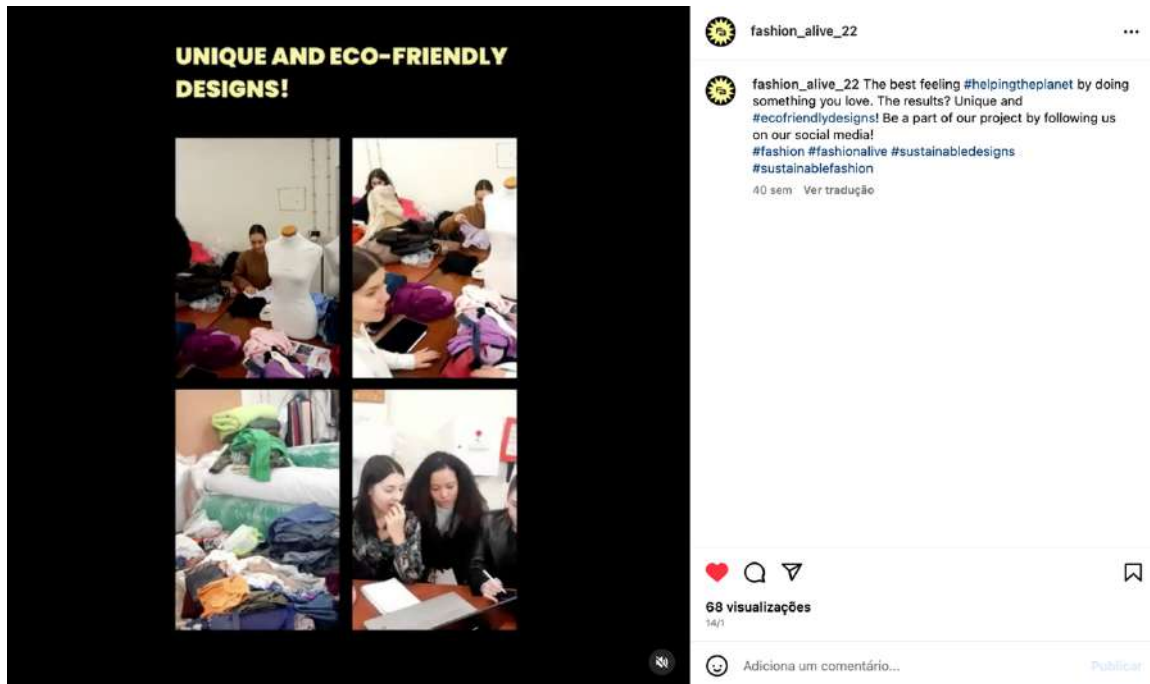 UNIQUE AND ECO-FRIENDLY
DESIGNS!
fashion_alive_22
fashion_alive_22 The best feeling #helpingtheplanet by doing
something you love. The results? Unique and
#ecofriendlydesigns! Be a part of our project by following us
on our social media!
#fashion #fashionalive #sustainabledesigns
#sustainablefashion
40 sem Ver tradução
68 visualizações
14/1
Adiciona um comentário...
Publicar